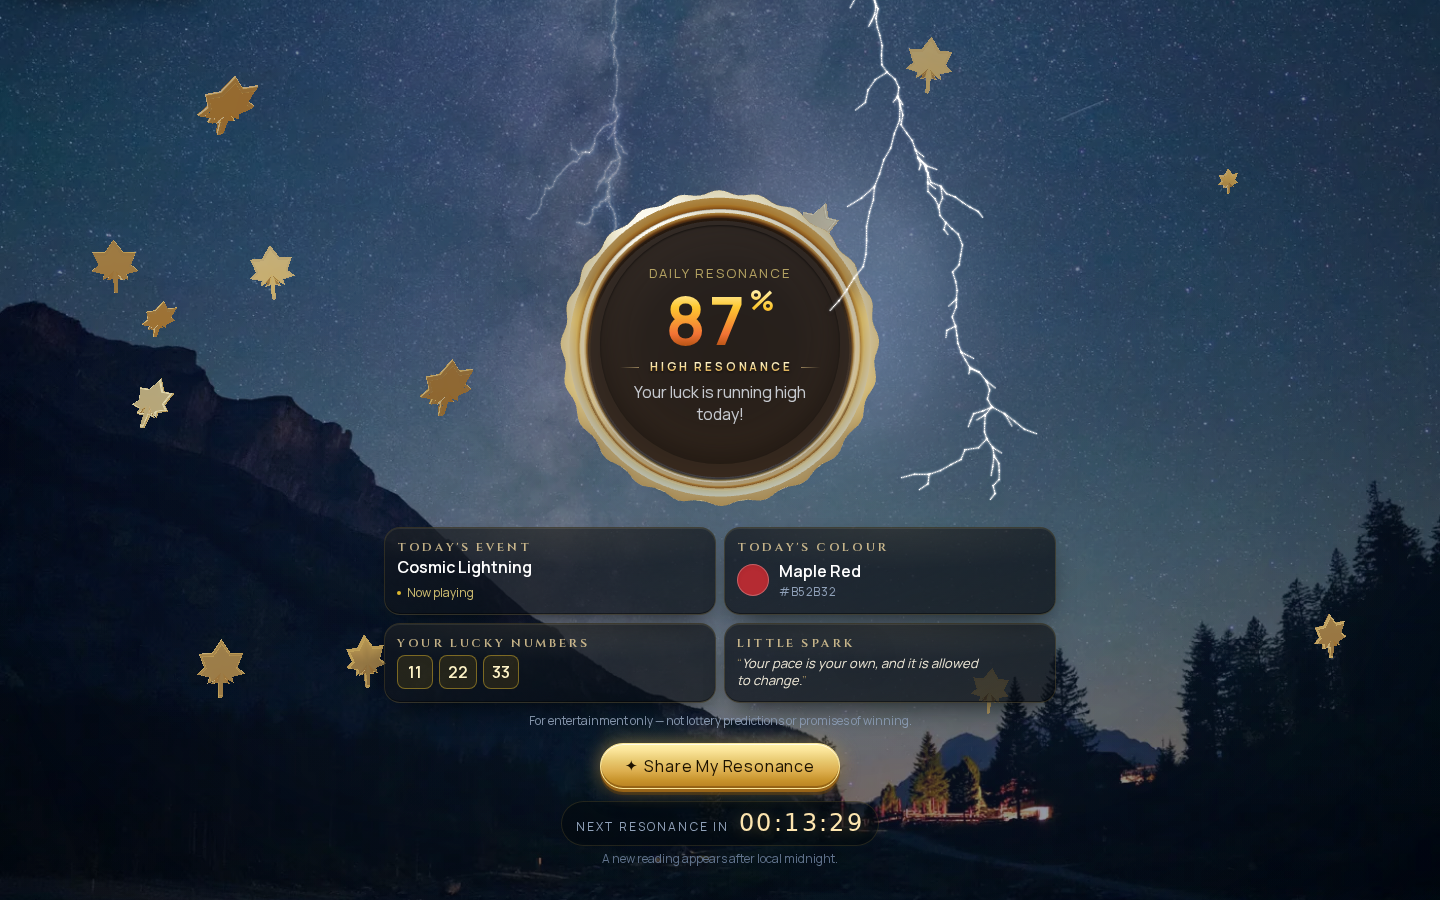 DAILY RESONANCE
87%
HIGH RESONANCE
Your luck is running high
today!
TODAY'S EVENT
Cosmic Lightning
• Now playing
TODAY'S COLOUR
Maple Red
#B52B32
YOUR LUCKY NUMBERS
11 22 33
LITTLE SPARK
"Your pace is your own, and it is allowed
to change."
For entertainment only — not lottery predictions or promises of winning.
✦ Share My Resonance
NEXT RESONANCE IN 00:13:29
A new reading appears after local midnight.